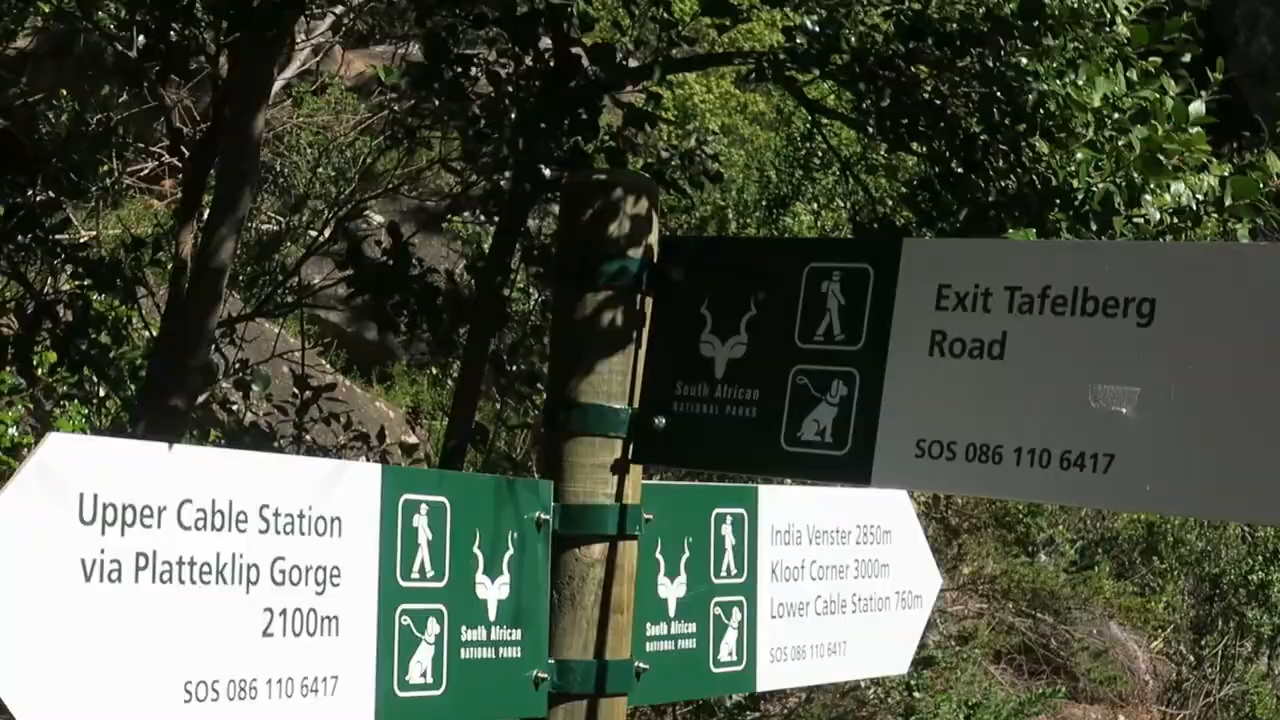 Exit Tafelberg
Road
SOS 086 110 6417
South African
NATIONAL PARKS
Upper Cable Station
via Platteklip Gorge
2100m
SOS 086 110 6417
South African
NATIONAL PARKS
South African
NATIONAL PARKS
India Venster 2850m
Kloof Corner 3000m
Lower Cable Station 760m
SOS 086 110 6417